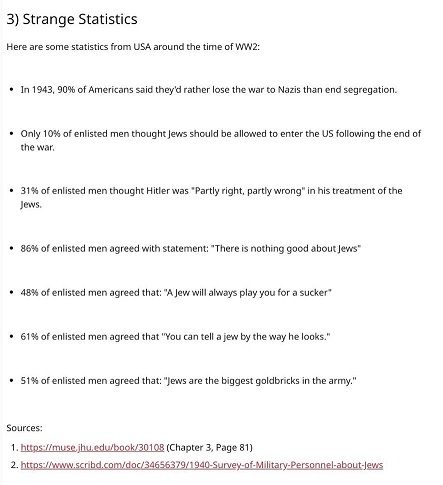 3) Strange Statistics
Here are some statistics from USA around the time of WW2:
• In 1943, 90% of Americans said they'd rather lose the war to Nazis than end segregation.
• Only 10% of enlisted men thought Jews should be allowed to enter the US following the end of
the war.
• 31% of enlisted men thought Hitler was "Partly right, partly wrong" in his treatment of the
Jews.
• 86% of enlisted men agreed with statement: "There is nothing good about Jews"
• 48% of enlisted men agreed that: "A Jew will always play you for a sucker"
• 61% of enlisted men agreed that "You can tell a jew by the way he looks."
• 51% of enlisted men agreed that: "Jews are the biggest goldbricks in the army."
Sources:
1. https://muse.jhu.edu/book/30108 (Chapter 3, Page 81)
2. https://www.scribd.com/doc/34656379/1940-Survey-of-Military-Personnel-about-Jews